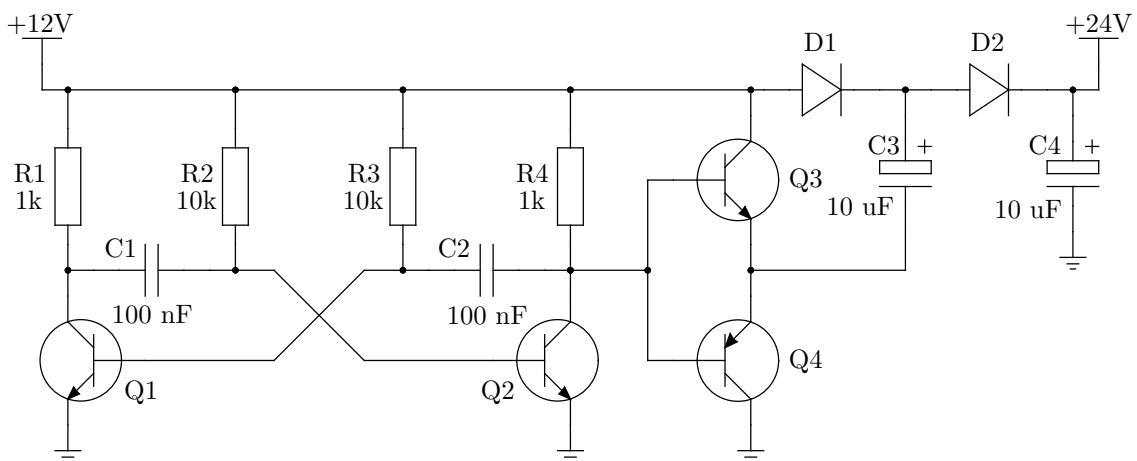 +12V
+24V
D1
D2
R1
1k
R2
10k
R3
10k
R4
1k
Q3
C3
+
10 uF
C4
+
10 uF
C1
100 nF
C2
100 nF
Q1
Q2
Q4